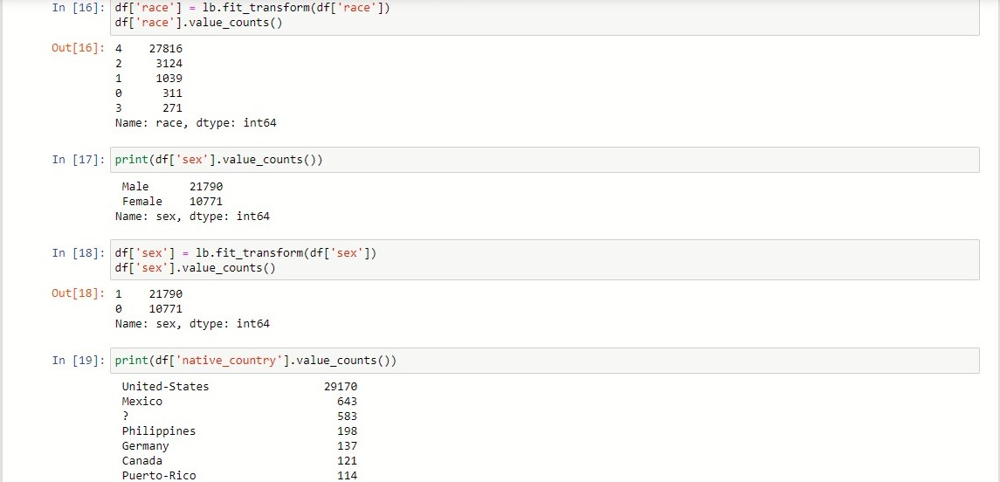 In [16]: df['race'] = lb.fit_transform(df['race'])
df['race'].value_counts()
Out[16]: 4    27816
2     3124
1     1039
0      311
3      271
Name: race, dtype: int64
In [17]: print(df['sex'].value_counts())
Male      21790
Female    10771
Name: sex, dtype: int64
In [18]: df['sex'] = lb.fit_transform(df['sex'])
df['sex'].value_counts()
Out[18]: 1    21790
0    10771
Name: sex, dtype: int64
In [19]: print(df['native_country'].value_counts())
United-States                 29170
Mexico                          643
?                               583
Philippines                     198
Germany                         137
Canada                          121
Puerto-Rico                     114